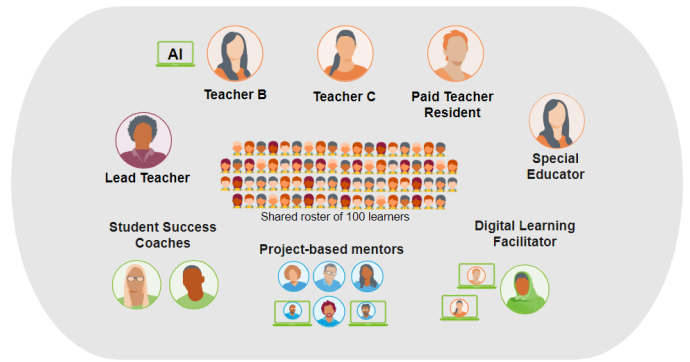 AI
Teacher B
Teacher C
Paid Teacher
Resident
Lead Teacher
Special
Educator
Shared roster of 100 learners
Student Success
Coaches
Project-based mentors
Digital Learning
Facilitator